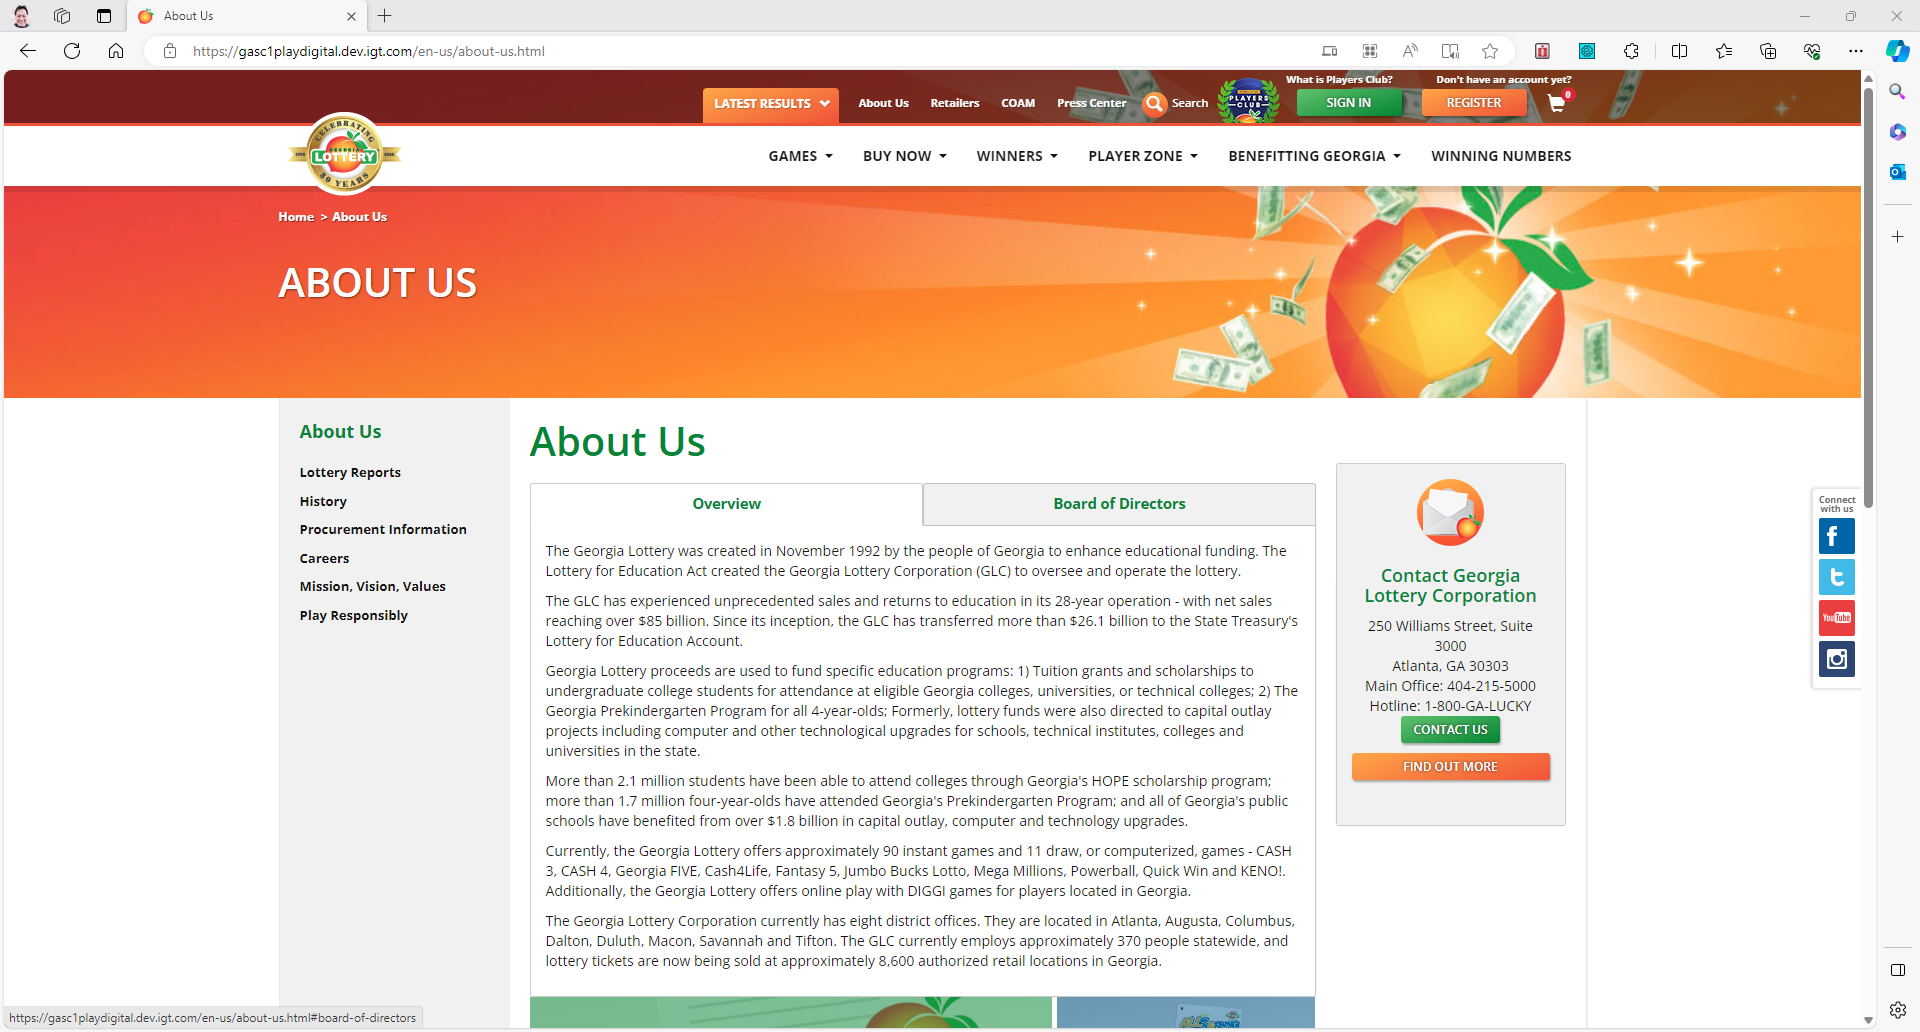 About Us
https://gasc1playdigital.dev.igt.com/en-us/about-us.html
What is Players Club?
Don't have an account yet?
LATEST RESULTS
About Us
Retailers
COAM
Press Center
Search
PLAYERS
CLUB
SIGN IN
REGISTER
0
CELEBRATING
GEORGIA
LOTTERY
30 YEARS
GAMES
BUY NOW
WINNERS
PLAYER ZONE
BENEFITTING GEORGIA
WINNING NUMBERS
Home > About Us
ABOUT US
About Us
Lottery Reports
History
Procurement Information
Careers
Mission, Vision, Values
Play Responsibly
About Us
Overview
Board of Directors
The Georgia Lottery was created in November 1992 by the people of Georgia to enhance educational funding. The
Lottery for Education Act created the Georgia Lottery Corporation (GLC) to oversee and operate the lottery.
The GLC has experienced unprecedented sales and returns to education in its 28-year operation - with net sales
reaching over $85 billion. Since its inception, the GLC has transferred more than $26.1 billion to the State Treasury's
Lottery for Education Account.
Georgia Lottery proceeds are used to fund specific education programs: 1) Tuition grants and scholarships to
undergraduate college students for attendance at eligible Georgia colleges, universities, or technical colleges; 2) The
Georgia Prekindergarten Program for all 4-year-olds; Formerly, lottery funds were also directed to capital outlay
projects including computer and other technological upgrades for schools, technical institutes, colleges and
universities in the state.
More than 2.1 million students have been able to attend colleges through Georgia's HOPE scholarship program;
more than 1.7 million four-year-olds have attended Georgia's Prekindergarten Program; and all of Georgia's public
schools have benefited from over $1.8 billion in capital outlay, computer and technology upgrades.
Currently, the Georgia Lottery offers approximately 90 instant games and 11 draw, or computerized, games - CASH
3, CASH 4, Georgia FIVE, Cash4Life, Fantasy 5, Jumbo Bucks Lotto, Mega Millions, Powerball, Quick Win and KENO!.
Additionally, the Georgia Lottery offers online play with DIGGI games for players located in Georgia.
The Georgia Lottery Corporation currently has eight district offices. They are located in Atlanta, Augusta, Columbus,
Dalton, Duluth, Macon, Savannah and Tifton. The GLC currently employs approximately 370 people statewide, and
lottery tickets are now being sold at approximately 8,600 authorized retail locations in Georgia.
Contact Georgia
Lottery Corporation
250 Williams Street, Suite
3000
Atlanta, GA 30303
Main Office: 404-215-5000
Hotline: 1-800-GA-LUCKY
CONTACT US
FIND OUT MORE
Connect
with us
YouTube
https://gasc1playdigital.dev.igt.com/en-us/about-us.html#board-of-directors